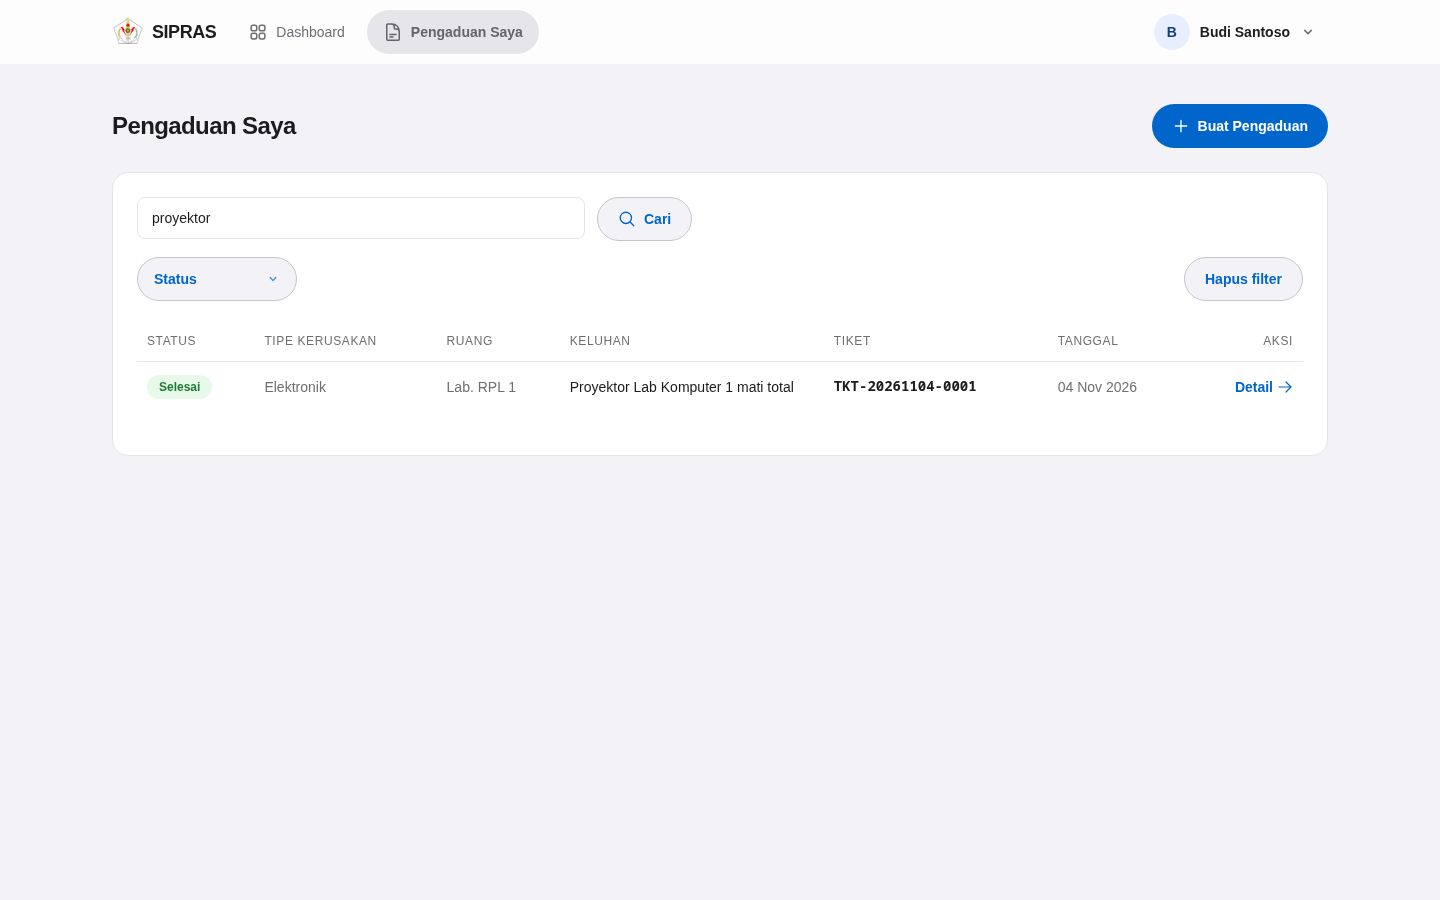 SIPRAS
Dashboard
Pengaduan Saya
B
Budi Santoso
Pengaduan Saya
Buat Pengaduan
proyektor
Cari
Status
Hapus filter
STATUS TIPE KERUSAKAN RUANG KELUHAN TIKET TANGGAL AKSI
Selesai Elektronik Lab. RPL 1 Proyektor Lab Komputer 1 mati total TKT-20261104-0001 04 Nov 2026 Detail